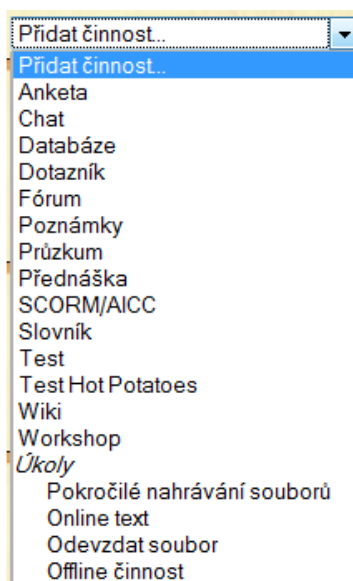 Přidat činnost...
Přidat činnost...
Anketa
Chat
Databáze
Dotazník
Fórum
Poznámky
Průzkum
Přednáška
SCORM/AICC
Slovník
Test
Test Hot Potatoes
Wiki
Workshop
Úkoly
Pokročilé nahrávání souborů
Online text
Odevzdat soubor
Offline činnost